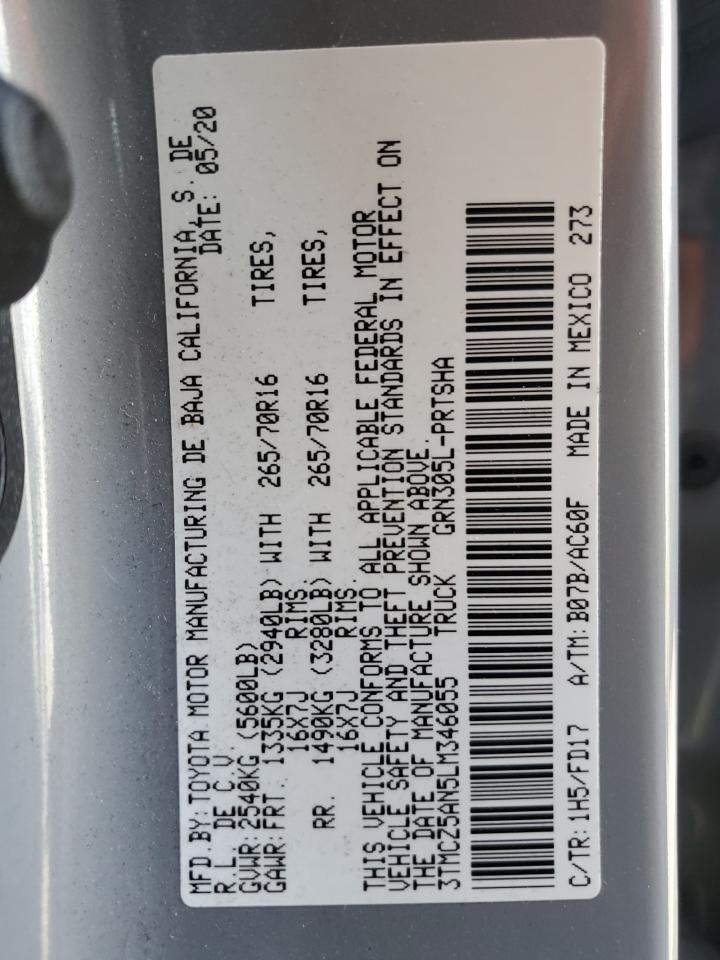 MFD.BY: TOYOTA MOTOR MANUFACTURING DE BAJA CALIFORNIA, S. DE
R.L. DE C.V. DATE: 05/20
GVWR: 2540KG (5600LB)
GAWR: FRT. 1335KG (2940LB) WITH 265/70R16 TIRES,
16X7J RIMS.
RR. 1490KG (3280LB) WITH 265/70R16 TIRES,
16X7J RIMS.
THIS VEHICLE CONFORMS TO ALL APPLICABLE FEDERAL MOTOR
VEHICLE SAFETY AND THEFT PREVENTION STANDARDS IN EFFECT ON
THE DATE OF MANUFACTURE SHOWN ABOVE.
3TMCZ5AN5LM346055 TRUCK GRN305L-PRTSHA
C/TR: 1H5/FD17 A/TM: B07B/AC60F MADE IN MEXICO 273